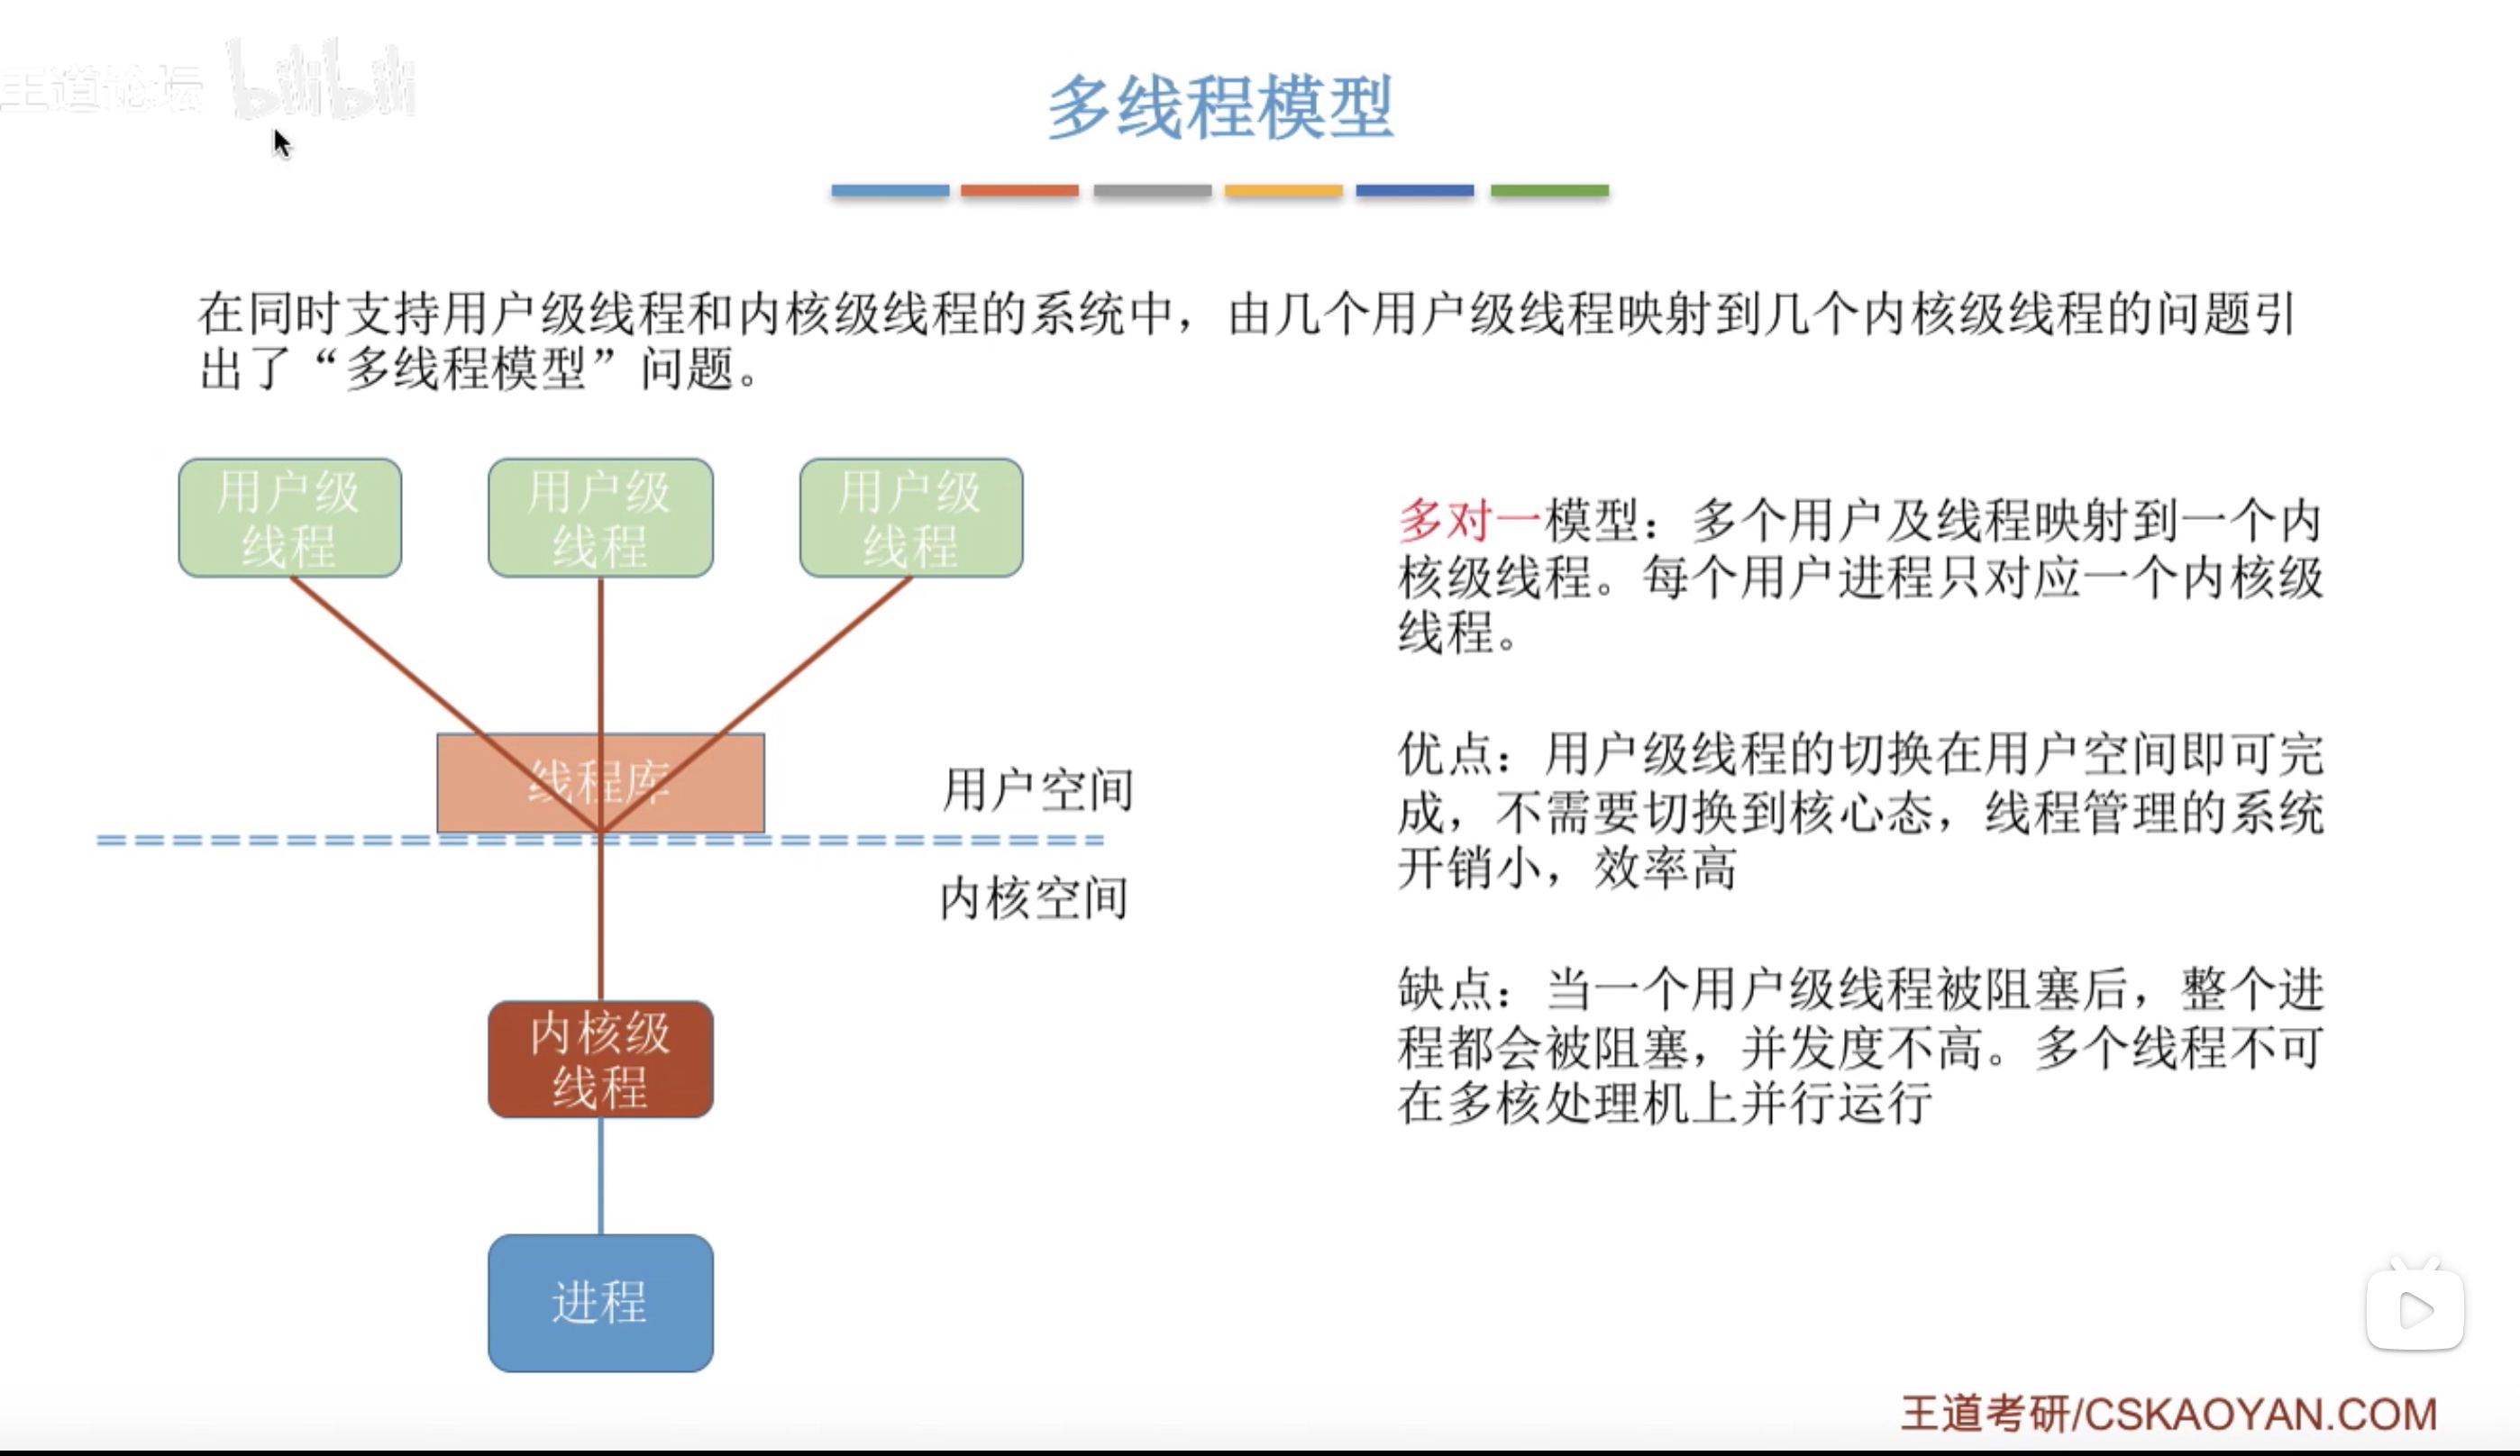 王道论坛 bilibili
多线程模型
在同时支持用户级线程和内核级线程的系统中，由几个用户级线程映射到几个内核级线程的问题引
出了“多线程模型”问题。
用户级
线程
用户级
线程
用户级
线程
线程库
用户空间
内核空间
内核级
线程
进程
多对一模型：多个用户及线程映射到一个内
核级线程。每个用户进程只对应一个内核级
线程。
优点：用户级线程的切换在用户空间即可完
成，不需要切换到核心态，线程管理的系统
开销小，效率高
缺点：当一个用户级线程被阻塞后，整个进
程都会被阻塞，并发度不高。多个线程不可
在多核处理机上并行运行
王道考研/CSKAOYAN.COM